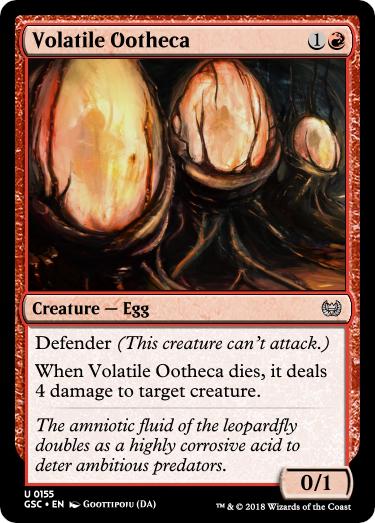 Volatile Ootheca 1
Creature — Egg
Defender (This creature can't attack.)
When Volatile Ootheca dies, it deals
4 damage to target creature.
The amniotic fluid of the leopardfly
doubles as a highly corrosive acid to
deter ambitious predators.
0/1
U 0155
GSC • EN Goottipoiu (DA)
™ & © 2018 Wizards of the Coast